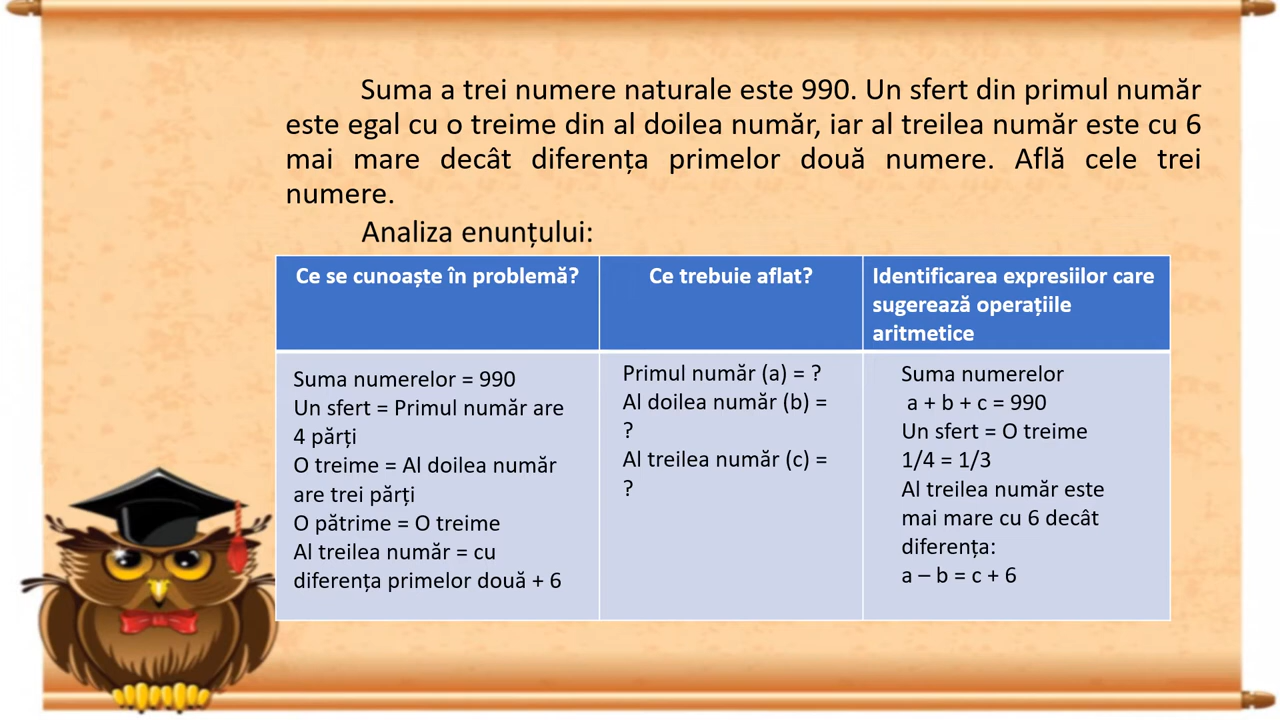 Suma a trei numere naturale este 990. Un sfert din primul număr
este egal cu o treime din al doilea număr, iar al treilea număr este cu 6
mai mare decât diferența primelor două numere. Află cele trei
numere.
Analiza enunțului:
Ce se cunoaște în problemă?
Ce trebuie aflat?
Identificarea expresiilor care
sugerează operațiile
aritmetice
Suma numerelor = 990
Un sfert = Primul număr are
4 părți
O treime = Al doilea număr
are trei părți
O pătrime = O treime
Al treilea număr = cu
diferența primelor două + 6
Primul număr (a) = ?
Al doilea număr (b) =
?
Al treilea număr (c) =
?
Suma numerelor
a + b + c = 990
Un sfert = O treime
1/4 = 1/3
Al treilea număr este
mai mare cu 6 decât
diferența:
a – b = c + 6